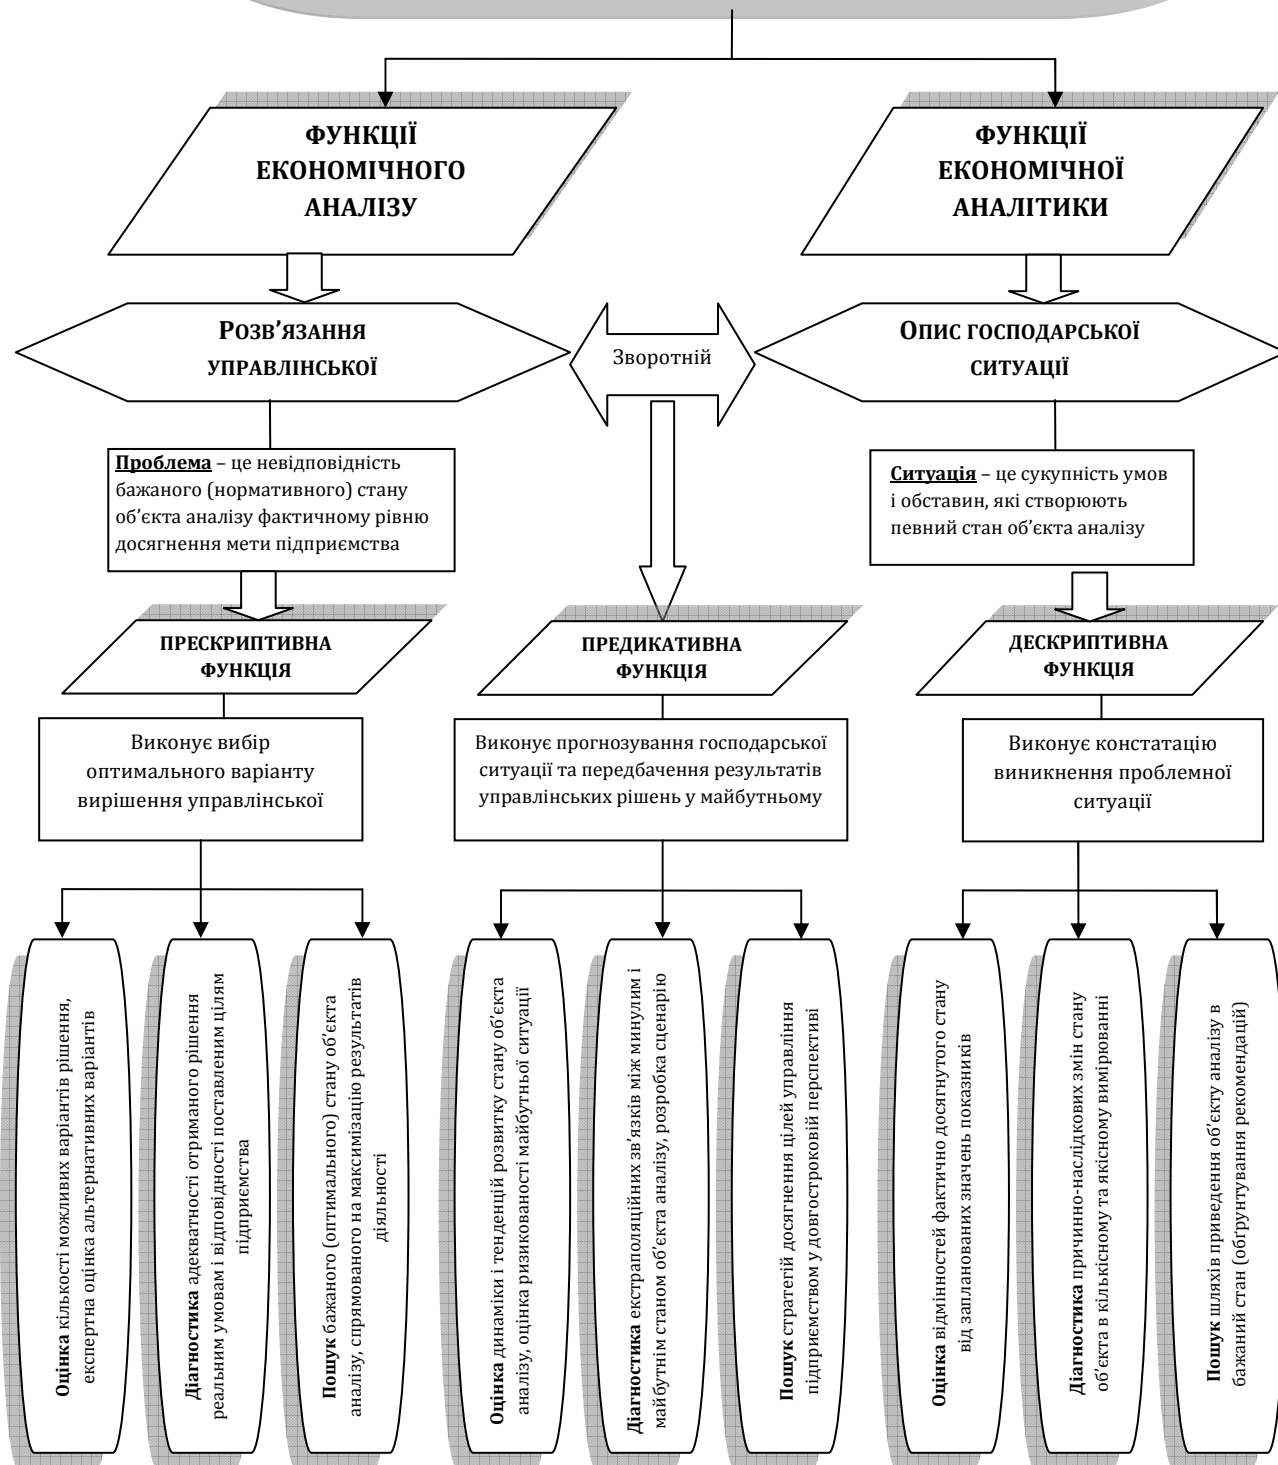 ФУНКЦІЇ
ЕКОНОМІЧНОГО
АНАЛІЗУ
ФУНКЦІЇ
ЕКОНОМІЧНОЇ
АНАЛІТИКИ
РОЗВ’ЯЗАННЯ
УПРАВЛІНСЬКОЇ
Зворотній
ОПИС ГОСПОДАРСЬКОЇ
СИТУАЦІЇ
Проблема – це невідповідність
бажаного (нормативного) стану
об’єкта аналізу фактичному рівню
досягнення мети підприємства
Ситуація – це сукупність умов
і обставин, які створюють
певний стан об’єкта аналізу
ПРЕСКРИПТИВНА
ФУНКЦІЯ
ПРЕДИКАТИВНА
ФУНКЦІЯ
ДЕСКРИПТИВНА
ФУНКЦІЯ
Виконує вибір
оптимального варіанту
вирішення управлінської
Виконує прогнозування господарської
ситуації та передбачення результатів
управлінських рішень у майбутньому
Виконує констатацію
виникнення проблемної
ситуації
Оцінка кількості можливих варіантів рішення,
експертна оцінка альтернативних варіантів
Діагностика адекватності отриманого рішення
реальним умовам і відповідності поставленим цілям
підприємства
Пошук бажаного (оптимального) стану об’єкта
аналізу, спрямованого на максимізацію результатів
діяльності
Оцінка динаміки і тенденцій розвитку стану об’єкта
аналізу, оцінка ризикованості майбутньої ситуації
Діагностика екстраполяційних зв’язків між минулим і
майбутнім станом об’єкта аналізу, розробка сценарію
Пошук стратегій досягнення цілей управління
підприємством у довгостроковій перспективі
Оцінка відмінностей фактично досягнутого стану
від запланованих значень показників
Діагностика причинно-наслідкових змін стану
об’єкта в кількісному та якісному вимірюванні
Пошук шляхів приведення об’єкту аналізу в
бажаний стан (обґрунтування рекомендацій)